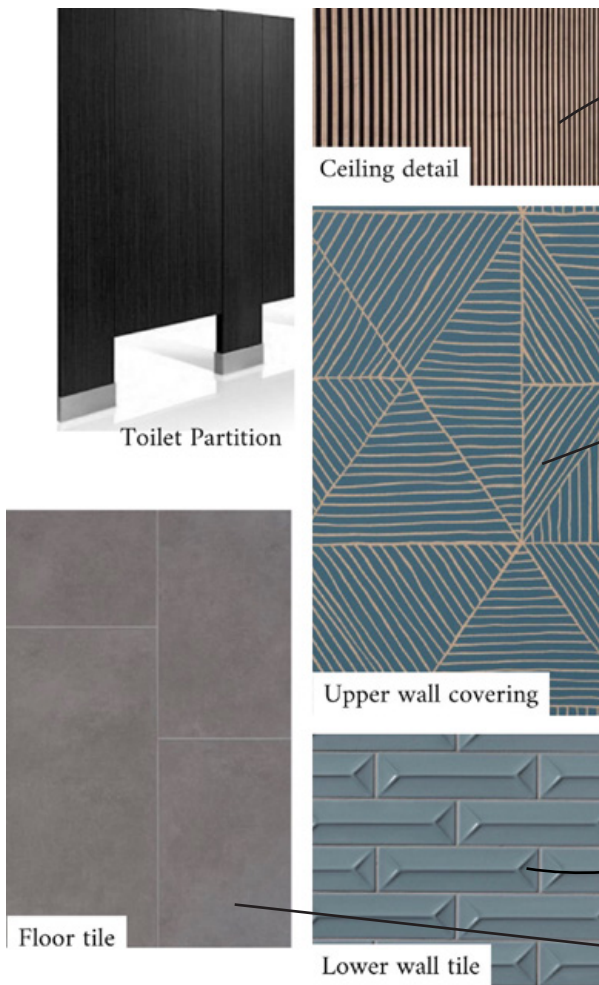 Ceiling detail
Toilet Partition
Upper wall covering
Floor tile
Lower wall tile